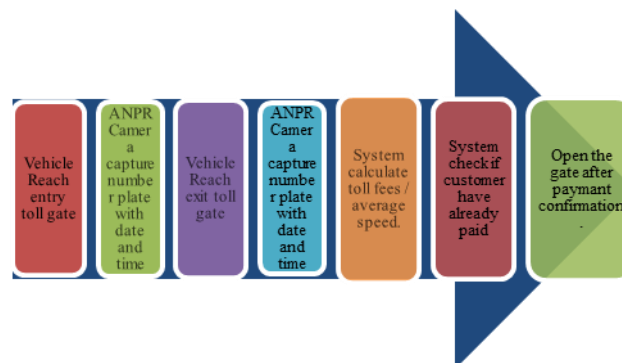 Vehicle
Reach
entry
toll gate
ANPR
Camer
a
capture
numbe
r plate
with
date
and
time
Vehicle
Reach
exit toll
gate
ANPR
Camer
a
capture
numbe
r plate
with
date
and
time
System
calculate
toll fees /
average
speed.
System
check if
customer
have
already
paid
Open the
gate after
paymant
confirmation
.